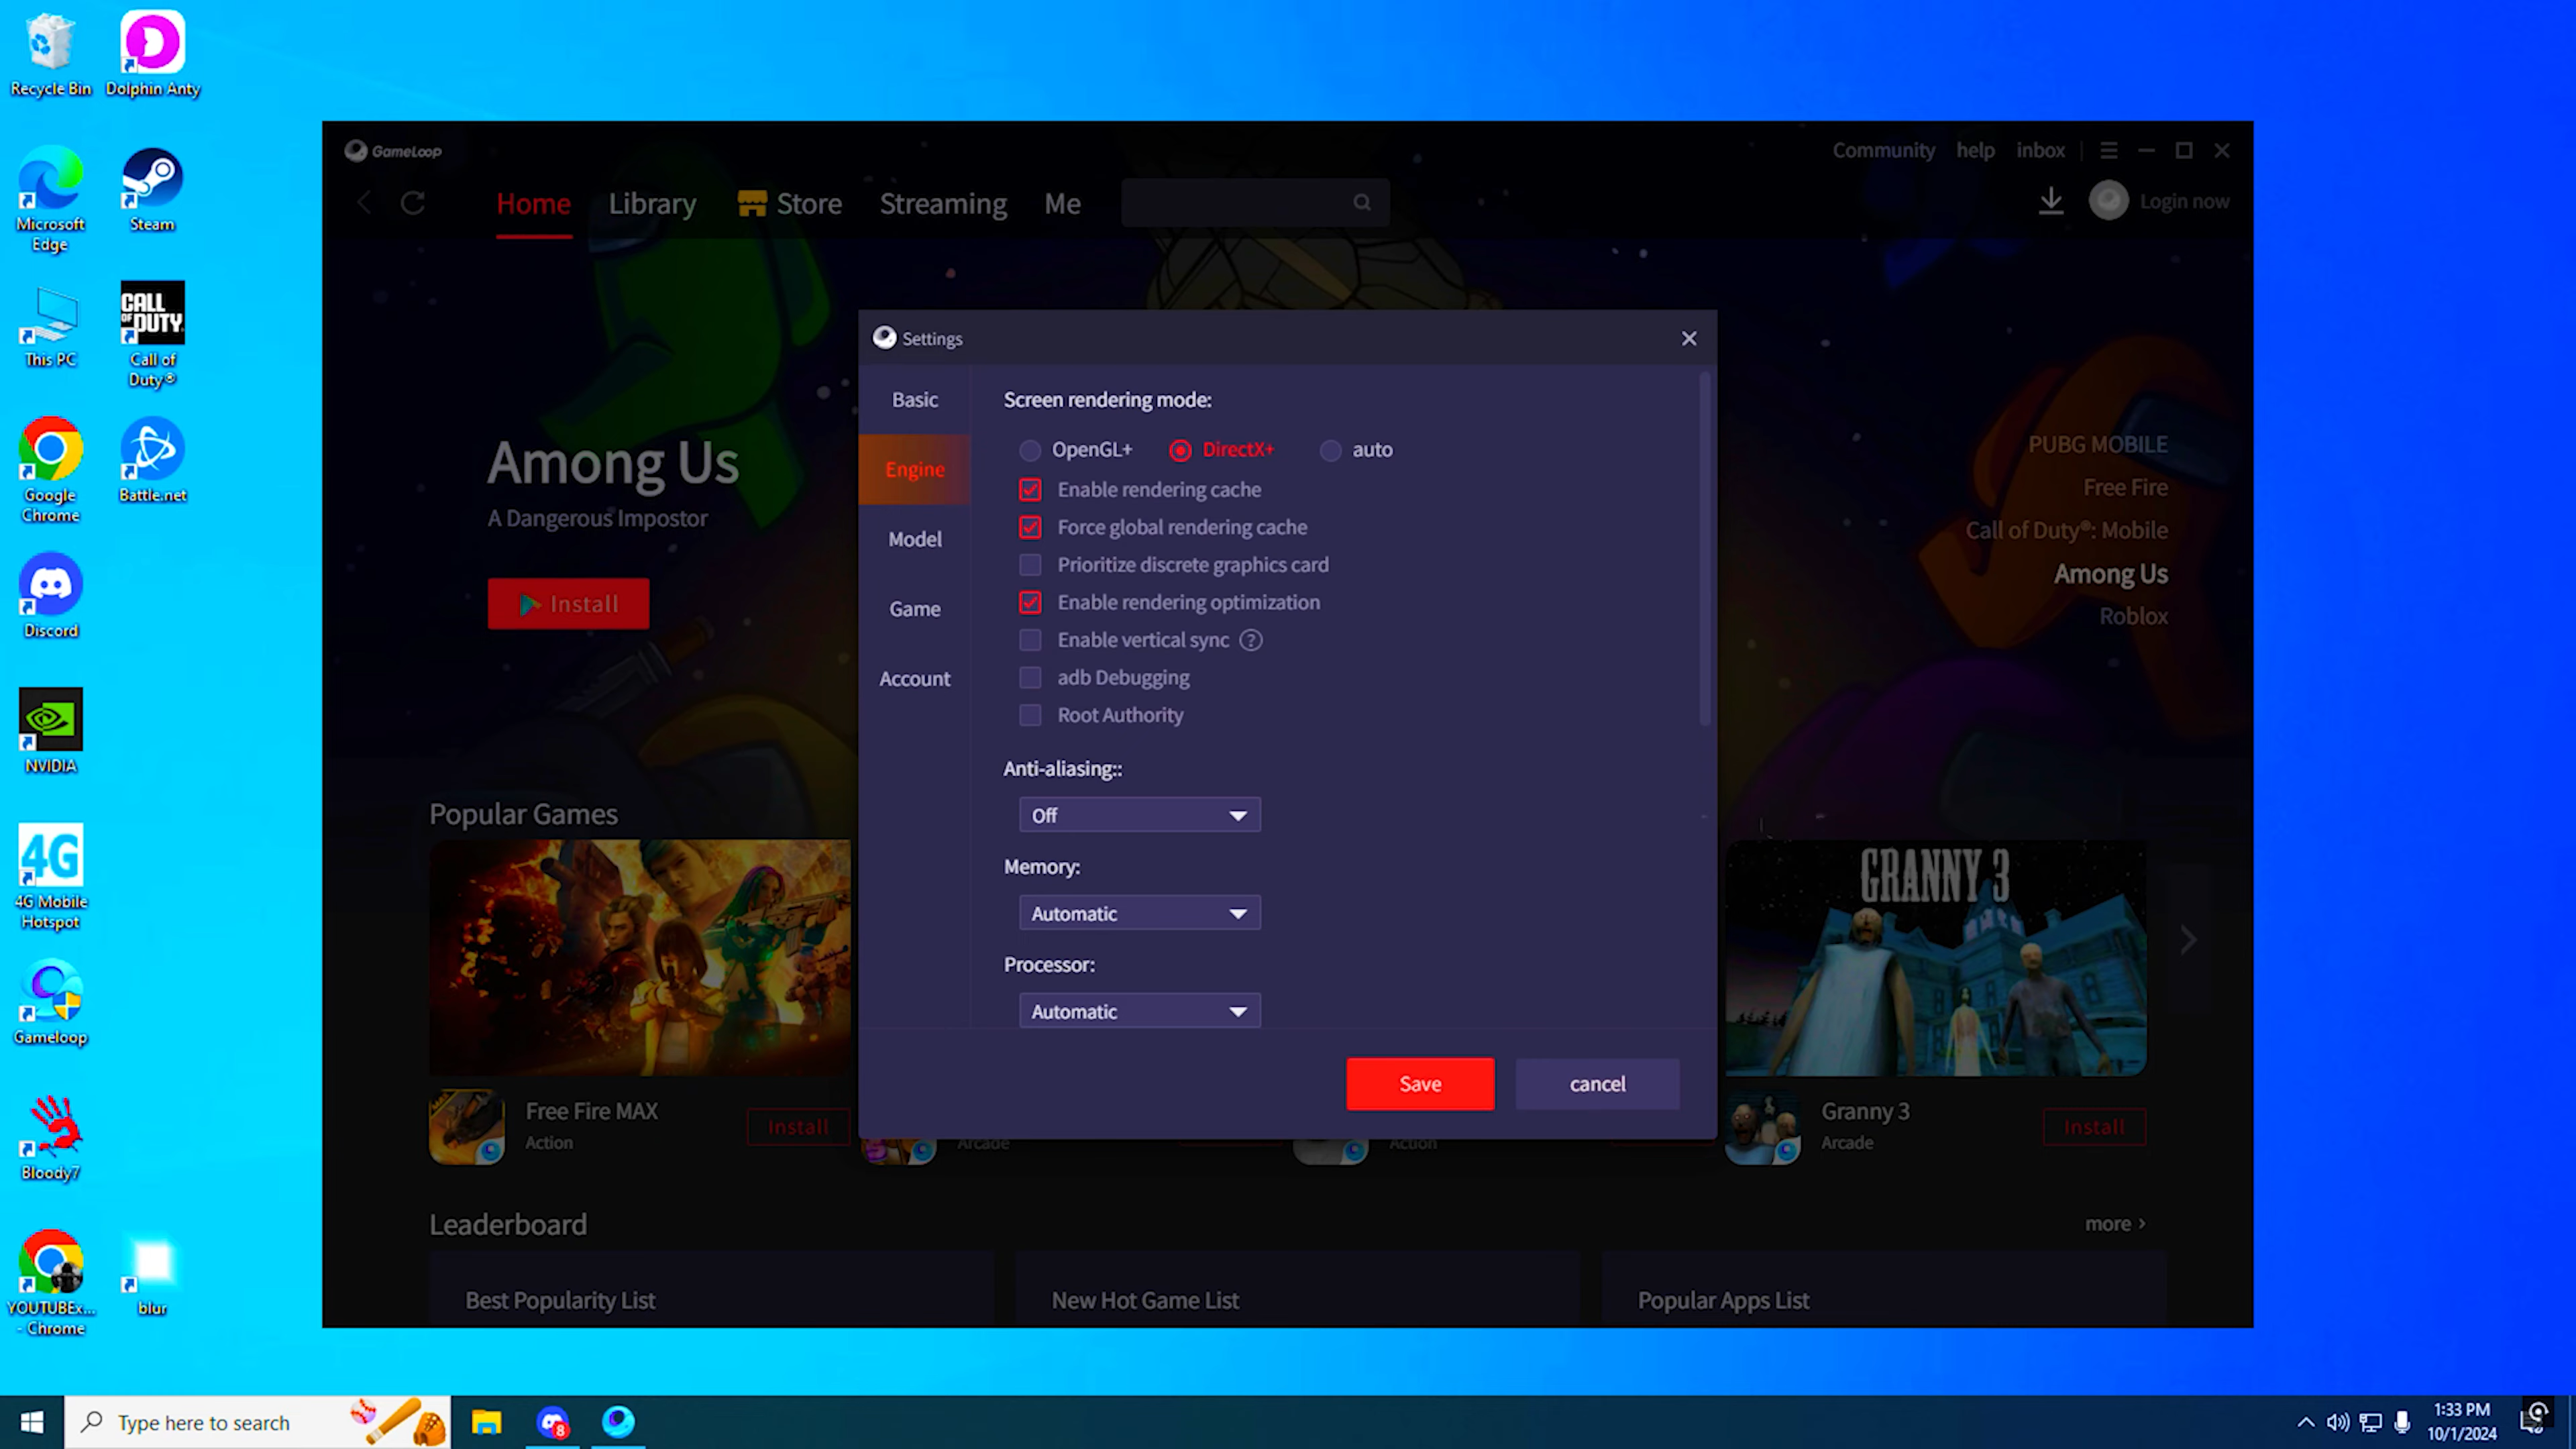 Recycle Bin
Dolphin Anty
Microsoft
Edge
Steam
This PC
CALL
OF
DUTY
Call of
Duty®
Google
Chrome
Battle.net
Discord
NVIDIA
4G
4G Mobile
Hotspot
Gameloop
Bloody7
YOUTUBEx...
- Chrome
blur
GameLoop
Community
help
inbox
Home
Library
Store
Streaming
Me
Login now
Among Us
A Dangerous Impostor
Install
PUBG MOBILE
Free Fire
Call of Duty®: Mobile
Among Us
Roblox
Settings
Basic
Engine
Model
Game
Account
Screen rendering mode:
OpenGL+
DirectX+
auto
Enable rendering cache
Force global rendering cache
Prioritize discrete graphics card
Enable rendering optimization
Enable vertical sync ?
adb Debugging
Root Authority
Anti-aliasing::
Off
Memory:
Automatic
Processor:
Automatic
Save
cancel
Popular Games
GRANNY 3
Free Fire MAX
Action
Install
Arcade
Action
Granny 3
Arcade
Install
Leaderboard
more ›
Best Popularity List
New Hot Game List
Popular Apps List
Type here to search
8
1:33 PM
10/1/2024